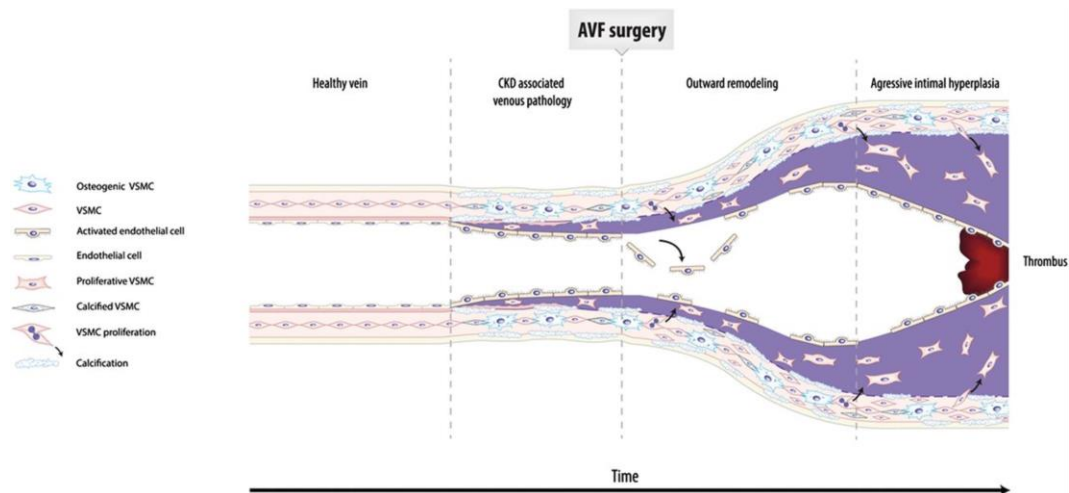 AVF surgery
Healthy vein
CKD associated
venous pathology
Outward remodeling
Agressive intimal hyperplasia
Osteogenic VSMC
VSMC
Activated endothelial cell
Endothelial cell
Proliferative VSMC
Calcified VSMC
VSMC proliferation
Calcification
Thrombus
Time